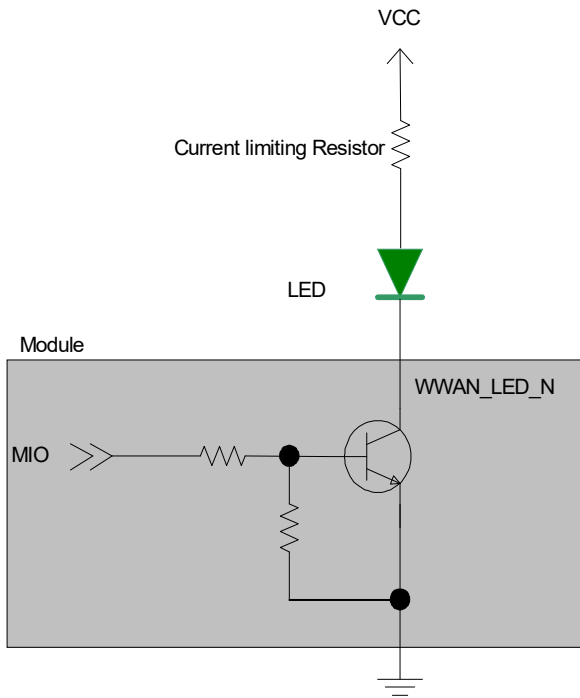 VCC
Current limiting Resistor
LED
Module
WWAN_LED_N
MIO